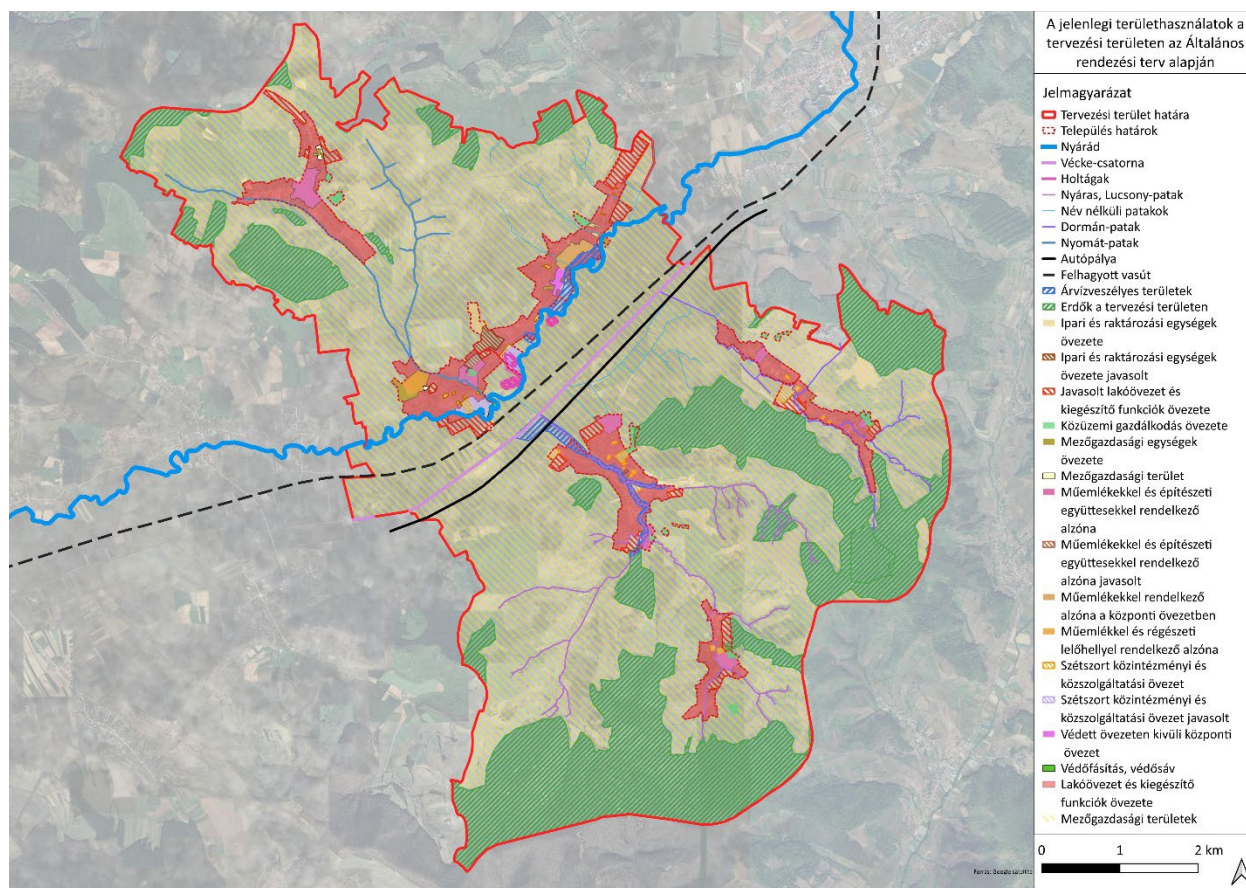 A jelenlegi területhasználatok a
tervezési területen az Általános
rendezési terv alapján
Jelmagyarázat
Tervezési terület határa
Település határok
Nyárád
Vécke-csatorna
Holtágak
Nyáras, Lucsony-patak
Név nélküli patakok
Dormán-patak
Nyomát-patak
Autópálya
Felhagyott vasút
Árvízveszélyes területek
Erdők a tervezési területen
Ipari és raktározási egységek
övezete
Ipari és raktározási egységek
övezete javasolt
Javasolt lakóövezet és
kiegészítő funkciók övezete
Közüzemi gazdálkodás övezete
Mezőgazdasági egységek
övezete
Mezőgazdasági terület
Műemlékekkel és építészeti
együttesekkel rendelkező
alzóna
Műemlékekkel és építészeti
együttesekkel rendelkező
alzóna javasolt
Műemlékekkel rendelkező
alzóna a központi övezetben
Műemlékkel és régészeti
lelőhellyel rendelkező alzóna
Szétszort közintézményi és
közszolgáltatási övezet
Szétszort közintézményi és
közszolgáltatási övezet javasolt
Védett övezeten kivüli központi
övezet
Védőfásítás, védősáv
Lakóövezet és kiegészítő
funkciók övezete
Mezőgazdasági területek
0 1 2 km
Forrás: Google satellite